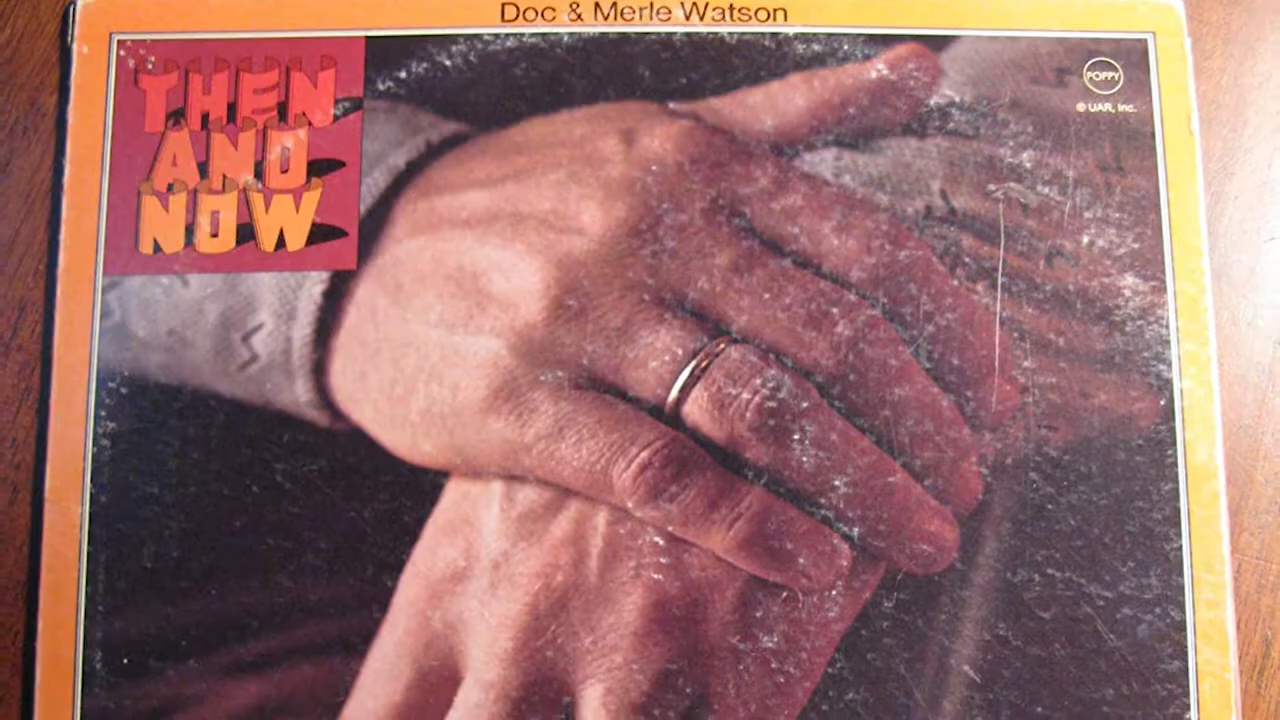 Doc & Merle Watson
THEN
AND
NOW
POPPY
© UAR, Inc.